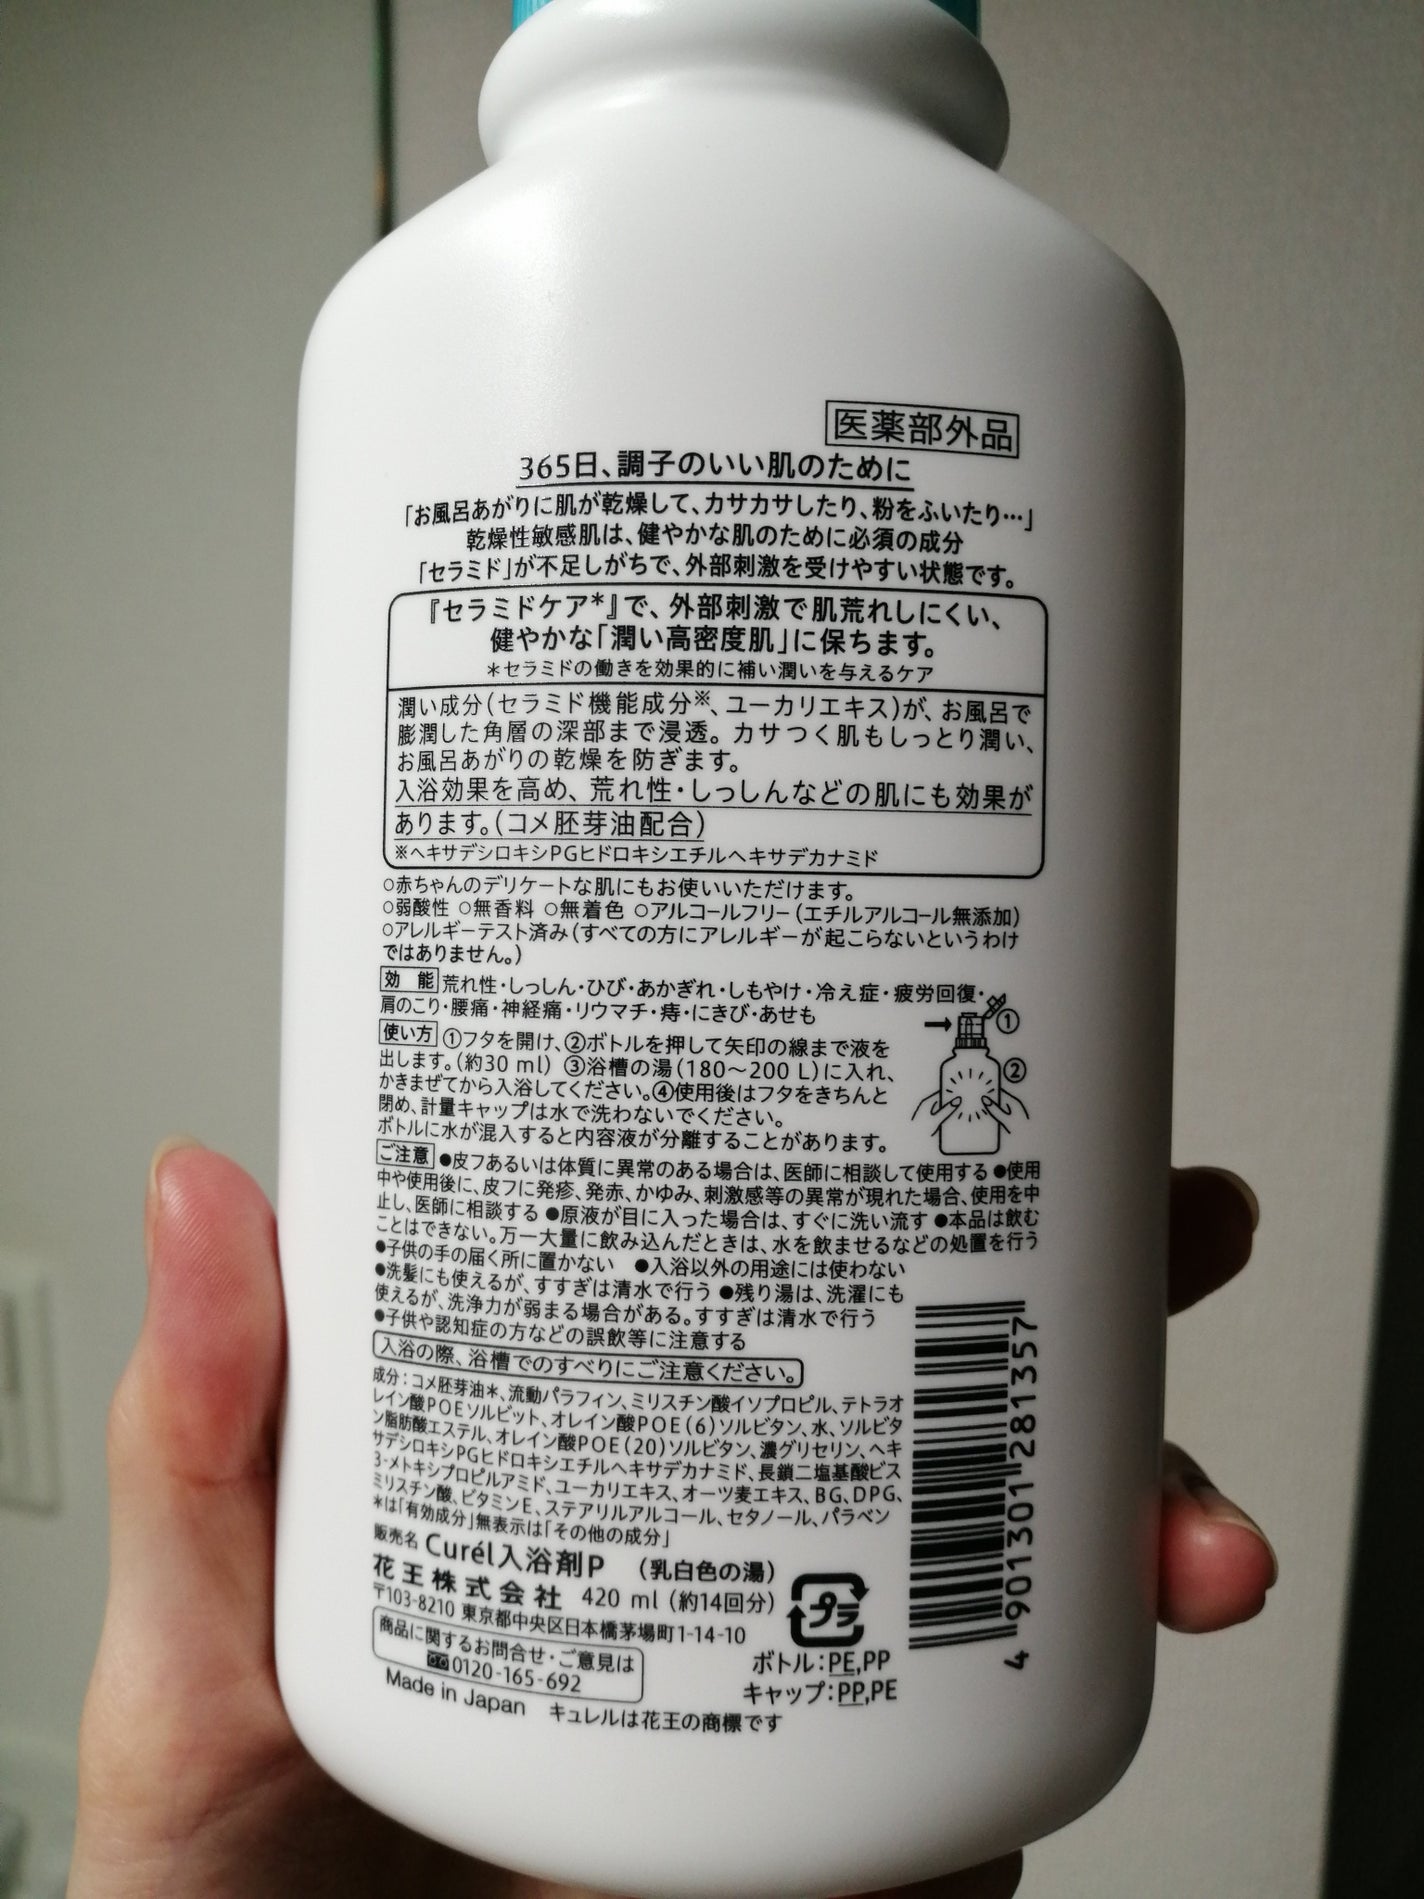 医薬部外品
365日、調子のいい肌のために
「お風呂あがりに肌が乾燥して、カサカサしたり、粉をふいたり…」
乾燥性敏感肌は、健やかな肌のために必須の成分
「セラミド」が不足しがちで、外部刺激を受けやすい状態です。
『セラミドケア*』で、外部刺激で肌荒れしにくい、
健やかな「潤い高密度肌」に保ちます。
*セラミドの働きを効果的に補い潤いを与えるケア
潤い成分(セラミド機能成分※、ユーカリエキス)が、お風呂で
膨潤した角層の深部まで浸透。カサつく肌もしっとり潤い、
お風呂あがりの乾燥を防ぎます。
入浴効果を高め、荒れ性・しっしんなどの肌にも効果が
あります。(コメ胚芽油配合)
※ヘキサデシロキシPGヒドロキシエチルヘキサデカナミド
○赤ちゃんのデリケートな肌にもお使いいただけます。
○弱酸性 ○無香料 ○無着色 ○アルコールフリー(エチルアルコール無添加)
○アレルギーテスト済み(すべての方にアレルギーが起こらないというわけ
ではありません。)
効 能 荒れ性・しっしん・ひび・あかぎれ・しもやけ・冷え症・疲労回復・
肩のこり・腰痛・神経痛・リウマチ・痔・にきび・あせも
使い方 ①フタを開け、②ボトルを押して矢印の線まで液を
出します。(約30 ml) ③浴槽の湯(180〜200 L)に入れ、
かきまぜてから入浴してください。④使用後はフタをきちんと
閉め、計量キャップは水で洗わないでください。
ボトルに水が混入すると内容液が分離することがあります。
①
②
ご注意 ●皮フあるいは体質に異常のある場合は、医師に相談して使用する ●使用
中や使用後に、皮フに発疹、発赤、かゆみ、刺激感等の異常が現れた場合、使用を中
止し、医師に相談する ●原液が目に入った場合は、すぐに洗い流す ●本品は飲む
ことはできない。万一大量に飲み込んだときは、水を飲ませるなどの処置を行う
●子供の手の届く所に置かない ●入浴以外の用途には使わない
●洗髪にも使えるが、すすぎは清水で行う ●残り湯は、洗濯にも
使えるが、洗浄力が弱まる場合がある。すすぎは清水で行う
●子供や認知症の方などの誤飲等に注意する
入浴の際、浴槽でのすべりにご注意ください。
成分:コメ胚芽油*、流動パラフィン、ミリスチン酸イソプロピル、テトラオ
レイン酸POEソルビット、オレイン酸POE(6)ソルビタン、水、ソルビタ
ン脂肪酸エステル、オレイン酸POE(20)ソルビタン、濃グリセリン、ヘキ
サデシロキシPGヒドロキシエチルヘキサデカナミド、長鎖二塩基酸ビス
3-メトキシプロピルアミド、ユーカリエキス、オーツ麦エキス、BG、DPG、
ミリスチン酸、ビタミンE、ステアリルアルコール、セタノール、パラベン
*は「有効成分」無表示は「その他の成分」
販売名 Curél入浴剤P (乳白色の湯)
花王株式会社 420 ml (約14回分)
〒103-8210 東京都中央区日本橋茅場町1-14-10
商品に関するお問合せ・ご意見は
0120-165-692
Made in Japan キュレルは花王の商標です
プラ
ボトル:PE,PP
キャップ:PP,PE
4 901301 281357